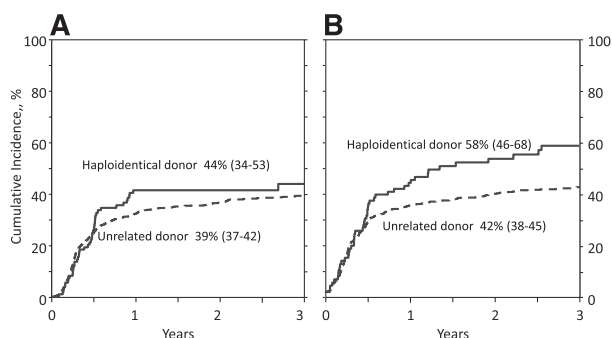 A
B
100
80
60
40
20
0
Cumulative Incidence,, %
Haploidentical donor 44% (34-53)
Unrelated donor 39% (37-42)
0
1
2
3
Years
Haploidentical donor 58% (46-68)
Unrelated donor 42% (38-45)
100
80
60
40
20
0
0
1
2
3
Years